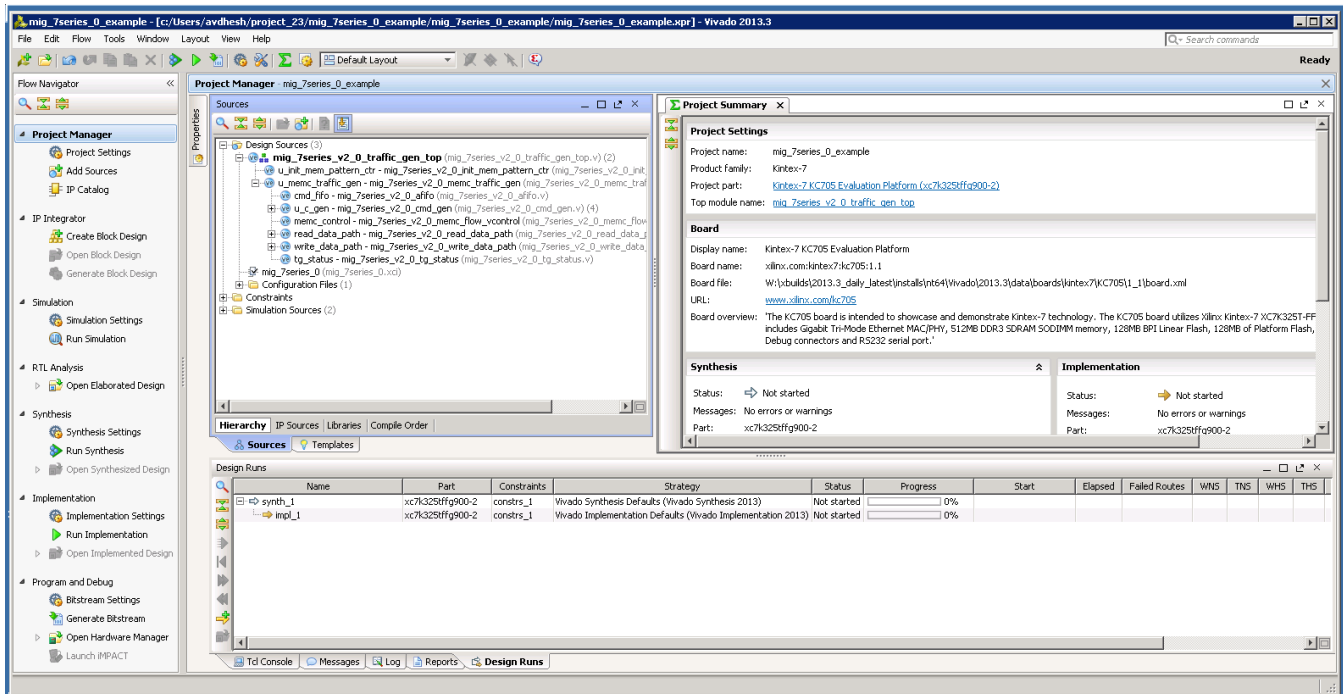 mig_7series_0_example - [c:/Users/avdhesh/project_23/mig_7series_0_example/mig_7series_0_example/mig_7series_0_example.xpr] - Vivado 2013.3
File Edit Flow Tools Window Layout View Help
Search commands
Default Layout
Ready
Flow Navigator
Project Manager
Project Settings
Add Sources
IP Catalog
IP Integrator
Create Block Design
Open Block Design
Generate Block Design
Simulation
Simulation Settings
Run Simulation
RTL Analysis
Open Elaborated Design
Synthesis
Synthesis Settings
Run Synthesis
Open Synthesized Design
Implementation
Implementation Settings
Run Implementation
Open Implemented Design
Program and Debug
Bitstream Settings
Generate Bitstream
Open Hardware Manager
Launch iMPACT
Project Manager - mig_7series_0_example
Properties
Sources
Design Sources (3)
mig_7series_v2_0_traffic_gen_top (mig_7series_v2_0_traffic_gen_top.v) (2)
u_init_mem_pattern_ctr - mig_7series_v2_0_init_mem_pattern_ctr (mig_7series_v2_0_init
u_memc_traffic_gen - mig_7series_v2_0_memc_traffic_gen (mig_7series_v2_0_memc_traf
cmd_fifo - mig_7series_v2_0_afifo (mig_7series_v2_0_afifo.v)
u_c_gen - mig_7series_v2_0_cmd_gen (mig_7series_v2_0_cmd_gen.v) (4)
memc_control - mig_7series_v2_0_memc_flow_vcontrol (mig_7series_v2_0_memc_flow
read_data_path - mig_7series_v2_0_read_data_path (mig_7series_v2_0_read_data_p
write_data_path - mig_7series_v2_0_write_data_path (mig_7series_v2_0_write_data_
tg_status - mig_7series_v2_0_tg_status (mig_7series_v2_0_tg_status.v)
mig_7series_0 (mig_7series_0.xci)
Configuration Files (1)
Constraints
Simulation Sources (2)
Hierarchy IP Sources Libraries Compile Order
Sources Templates
Project Summary
Project Settings
Project name: mig_7series_0_example
Product family: Kintex-7
Project part: Kintex-7 KC705 Evaluation Platform (xc7k325tffg900-2)
Top module name: mig_7series_v2_0_traffic_gen_top
Board
Display name: Kintex-7 KC705 Evaluation Platform
Board name: xilinx.com:kintex7:kc705:1.1
Board file: W:\xbuilds\2013.3_daily_latest\installs\nt64\Vivado\2013.3\data\boards\kintex7\KC705\1_1\board.xml
URL: www.xilinx.com/kc705
Board overview: 'The KC705 board is intended to showcase and demonstrate Kintex-7 technology. The KC705 board utilizes Xilinx Kintex-7 XC7K325T-FF
includes Gigabit Tri-Mode Ethernet MAC/PHY, 512MB DDR3 SDRAM SODIMM memory, 128MB BPI Linear Flash, 128MB of Platform Flash,
Debug connectors and RS232 serial port.'
Synthesis
Status: Not started
Messages: No errors or warnings
Part: xc7k325tffg900-2
Implementation
Status: Not started
Messages: No errors or warnings
Part: xc7k325tffg900-2
Design Runs
Name Part Constraints Strategy Status Progress Start Elapsed Failed Routes WNS TNS WHS THS
synth_1 xc7k325tffg900-2 constrs_1 Vivado Synthesis Defaults (Vivado Synthesis 2013) Not started 0%
impl_1 xc7k325tffg900-2 constrs_1 Vivado Implementation Defaults (Vivado Implementation 2013) Not started 0%
Tcl Console Messages Log Reports Design Runs